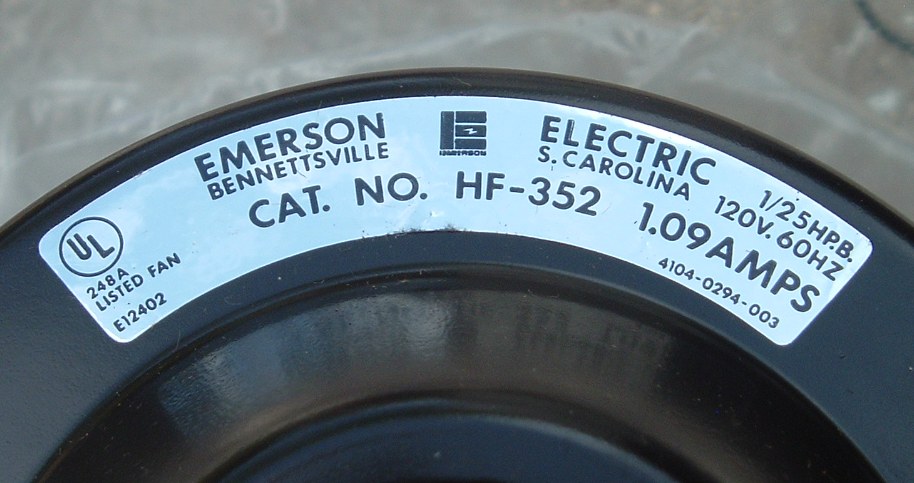 EMERSON ELECTRIC
BENNETTSVILLE S. CAROLINA
EMERSON
CAT. NO. HF-352
1/25HP.B.
120V. 60HZ
1.09AMPS
4104-0294-003
UL
248A
LISTED FAN
E12402